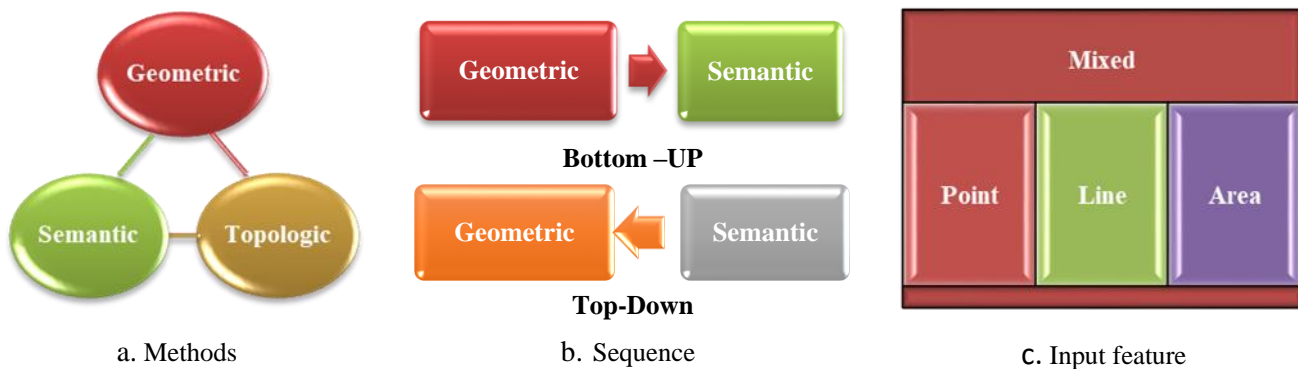 Geometric
Semantic Topologic
a. Methods
Geometric Semantic
Bottom –UP
Geometric Semantic
Top-Down
b. Sequence
Mixed
Point Line Area
c. Input feature